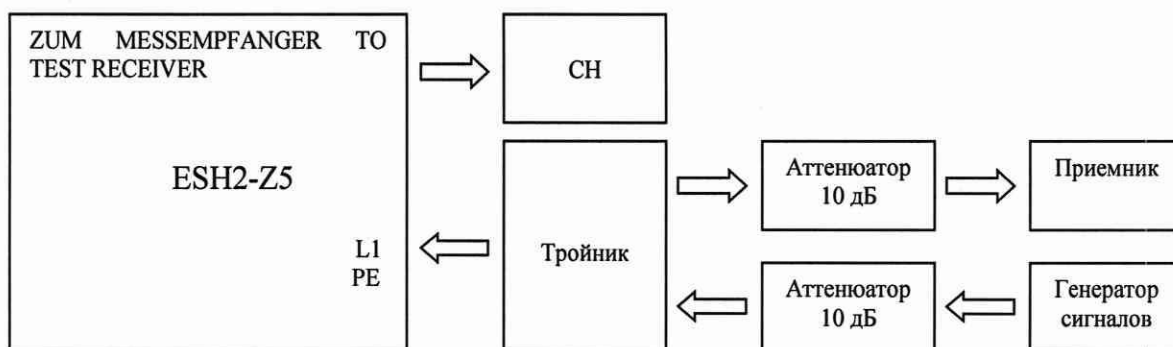 ZUM MESSEMPFANGER TO
TEST RECEIVER
СН
ESH2-Z5
Аттенюатор
10 дБ
Приемник
L1
PE
Тройник
Аттенюатор
10 дБ
Генератор
сигналов